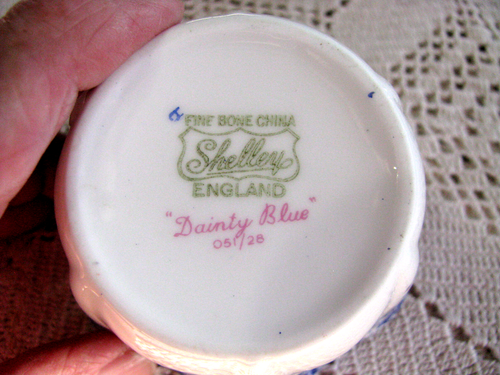 FINE BONE CHINA
Shelley
ENGLAND
"Dainty Blue"
051/28